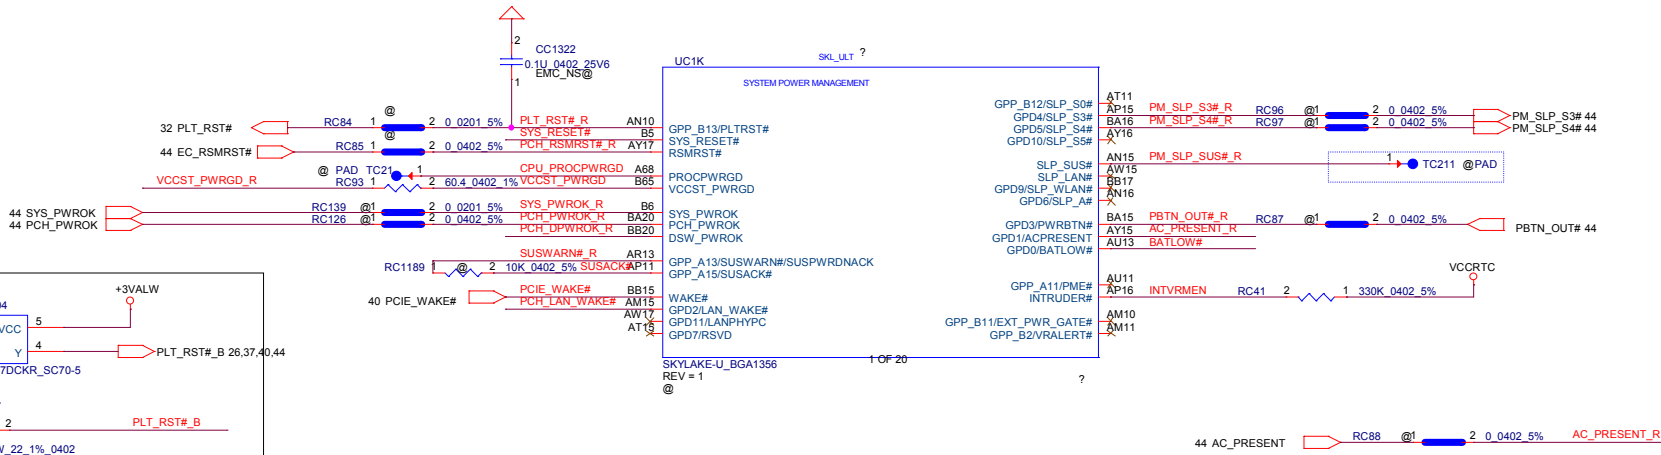 2
CC1322
0.1U_0402_25V6
EMC_NS@
1
UC1K
SKL_ULT
?
SYSTEM POWER MANAGEMENT
32 PLT_RST#
RC84
@
1
2
0_0201_5%
PLT_RST#_R
AN10
GPP_B13/PLTRST#
SYS_RESET#
B5
SYS_RESET#
44 EC_RSMRST#
RC85
@
1
2
0_0402_5%
PCH_RSMRST#_R
AY17
RSMRST#
@ PAD
TC21
1
CPU_PROCPWRGD
A68
PROCPWRGD
VCCST_PWRGD_R
RC93
1
2
60.4_0402_1%
VCCST_PWRGD
B65
VCCST_PWRGD
44 SYS_PWROK
RC139
@1
2
0_0201_5%
SYS_PWROK_R
B6
SYS_PWROK
44 PCH_PWROK
RC126
@1
2
0_0402_5%
PCH_PWROK_R
BA20
PCH_PWROK
PCH_DPWROK_R
BB20
DSW_PWROK
SUSWARN#_R
AR13
GPP_A13/SUSWARN#/SUSPWRDNACK
RC1189
1
@
2
10K_0402_5%
SUSACK#
AP11
GPP_A15/SUSACK#
40 PCIE_WAKE#
PCIE_WAKE#
BB15
WAKE#
PCH_LAN_WAKE#
AM15
GPD2/LAN_WAKE#
AW17
GPD11/LANPHYPC
AT15
GPD7/RSVD
GPP_B12/SLP_S0#
AT11
GPD4/SLP_S3#
AP15
PM_SLP_S3#_R
RC96
@1
2
0_0402_5%
PM_SLP_S3# 44
GPD5/SLP_S4#
BA16
PM_SLP_S4#_R
RC97
@1
2
0_0402_5%
PM_SLP_S4# 44
GPD10/SLP_S5#
AY16
SLP_SUS#
AN15
PM_SLP_SUS#_R
1
TC211
@PAD
SLP_LAN#
AW15
GPD9/SLP_WLAN#
BB17
GPD6/SLP_A#
AN16
GPD3/PWRBTN#
BA15
PBTN_OUT#_R
RC87
@1
2
0_0402_5%
PBTN_OUT# 44
GPD1/ACPRESENT
AY15
AC_PRESENT_R
GPD0/BATLOW#
AU13
BATLOW#
GPP_A11/PME#
AU11
INTRUDER#
AP16
INTVRMEN
RC41
2
1
330K_0402_5%
VCCRTC
GPP_B11/EXT_PWR_GATE#
AM10
GPP_B2/VRALERT#
AM11
SKYLAKE-U_BGA1356
REV = 1
@
1 OF 20
?
+3VALW
04
VCC
5
Y
4
PLT_RST#_B 26,37,40,44
7DCKR_SC70-5
2
PLT_RST#_B
_22_1%_0402
44 AC_PRESENT
RC88
@1
2
0_0402_5%
AC_PRESENT_R